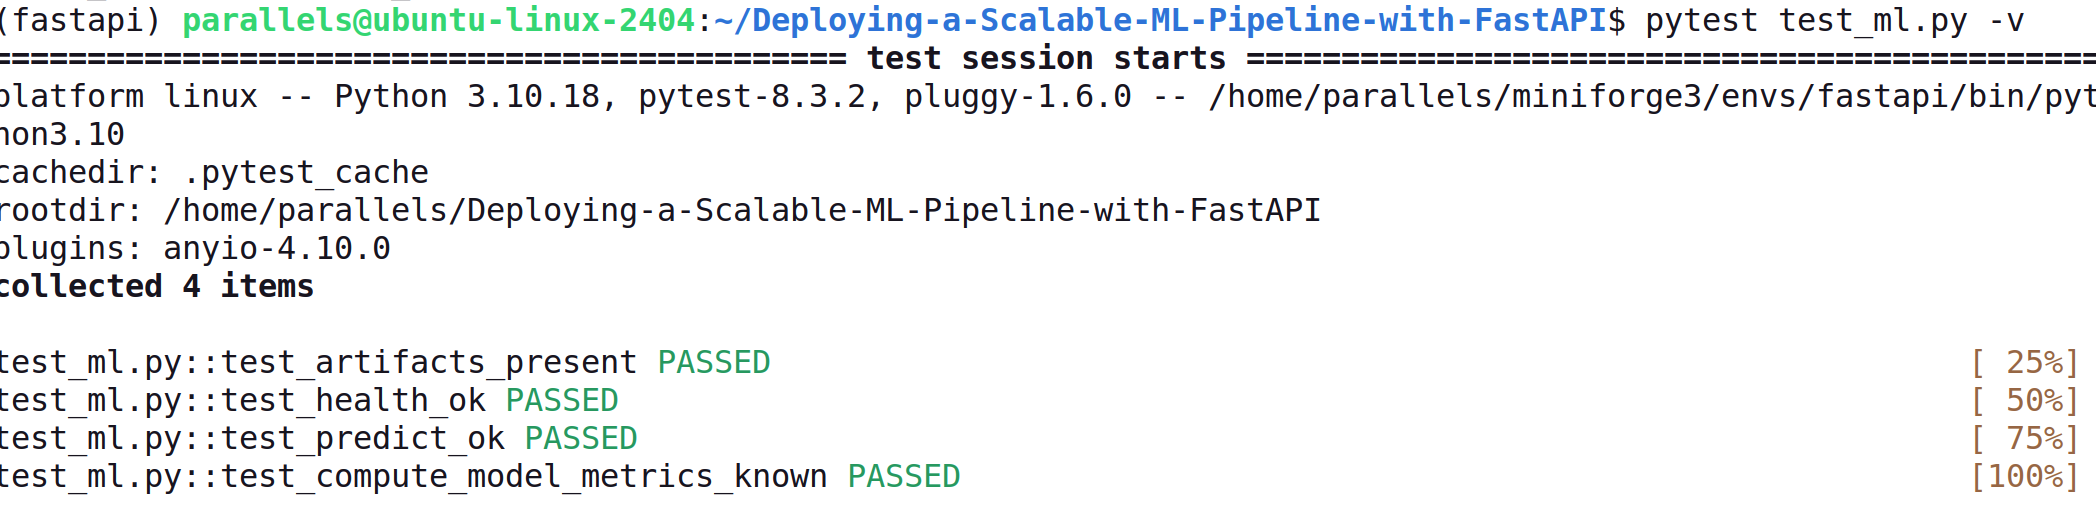 (fastapi) parallels@ubuntu-linux-2404:~/Deploying-a-Scalable-ML-Pipeline-with-FastAPI$ pytest test_ml.py -v
============================================= test session starts =============================================
platform linux -- Python 3.10.18, pytest-8.3.2, pluggy-1.6.0 -- /home/parallels/miniforge3/envs/fastapi/bin/pyt
hon3.10
cachedir: .pytest_cache
rootdir: /home/parallels/Deploying-a-Scalable-ML-Pipeline-with-FastAPI
plugins: anyio-4.10.0
collected 4 items
test_ml.py::test_artifacts_present PASSED [ 25%]
test_ml.py::test_health_ok PASSED [ 50%]
test_ml.py::test_predict_ok PASSED [ 75%]
test_ml.py::test_compute_model_metrics_known PASSED [100%]